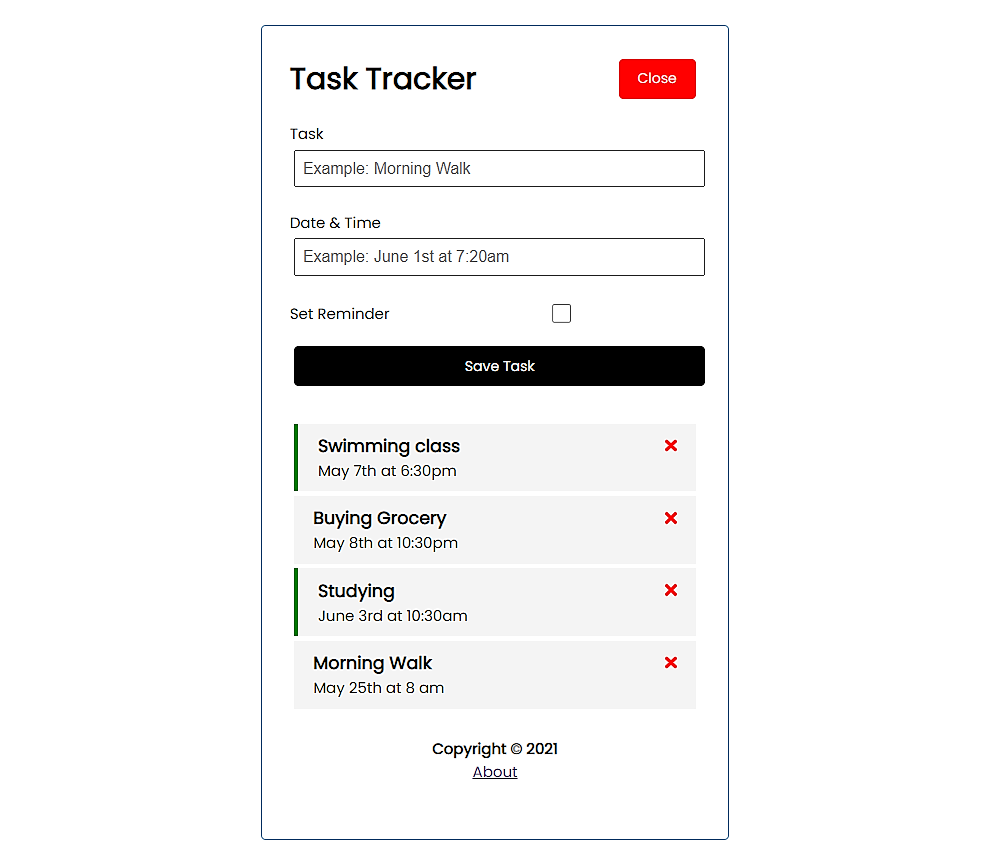 Task Tracker
Close
Task
Example: Morning Walk
Date & Time
Example: June 1st at 7:20am
Set Reminder
Save Task
Swimming class
May 7th at 6:30pm
Buying Grocery
May 8th at 10:30pm
Studying
June 3rd at 10:30am
Morning Walk
May 25th at 8 am
Copyright © 2021
About